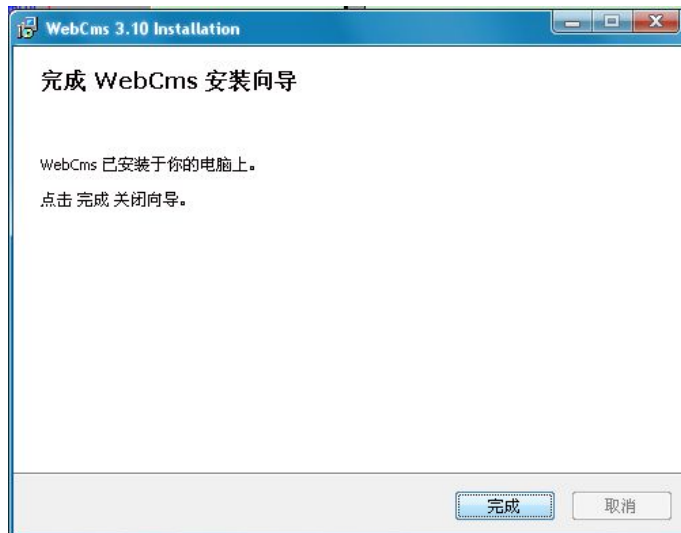 WebCms 3.10 Installation
完成 WebCms 安装向导
WebCms 已安装于你的电脑上。
点击 完成 关闭向导。
完成
取消